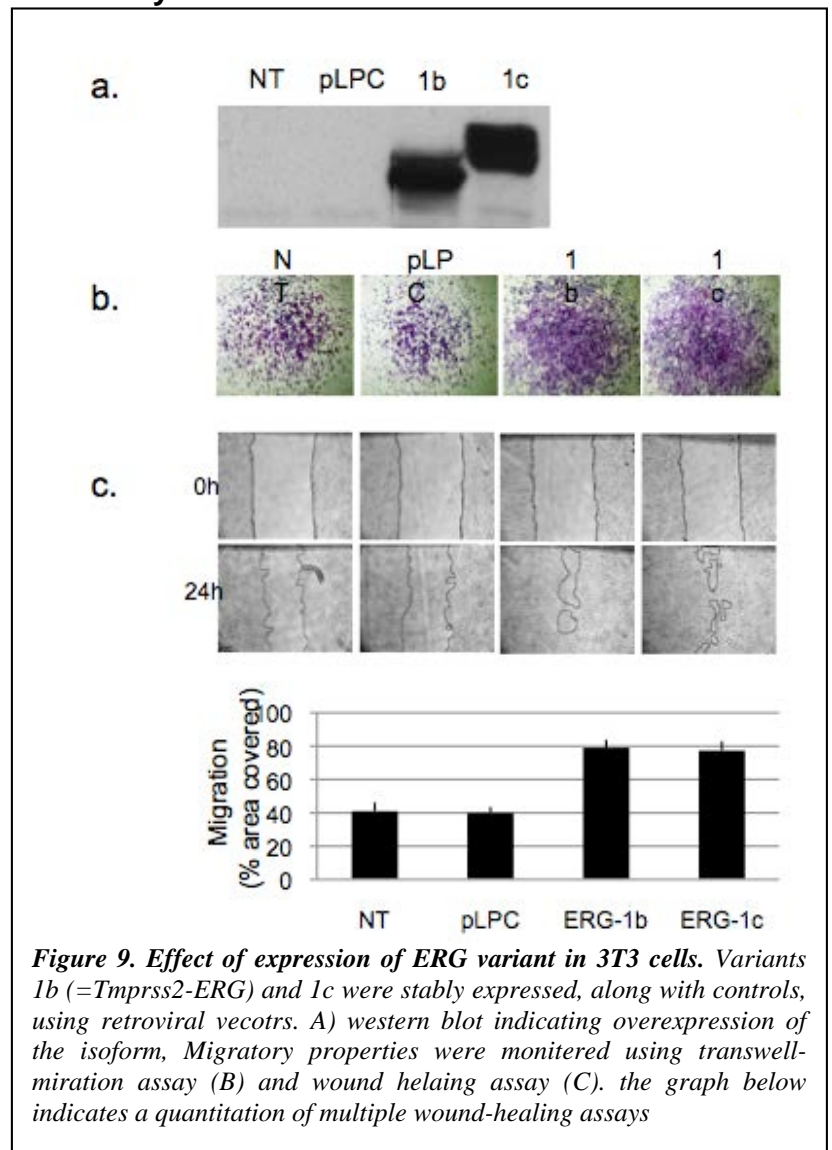 a.
NT pLPC 1b 1c
b.
N pLP 1 1
T C b c
c.
0h
24h
Migration
(% area covered)
100
80
60
40
20
0
NT pLPC ERG-1b ERG-1c
Figure 9. Effect of expression of ERG variant in 3T3 cells. Variants
1b (=Tmprss2-ERG) and 1c were stably expressed, along with controls,
using retroviral vecotrs. A) western blot indicating overexpression of
the isoform, Migratory properties were monitered using transwell-
miration assay (B) and wound helaing assay (C). the graph below
indicates a quantitation of multiple wound-healing assays